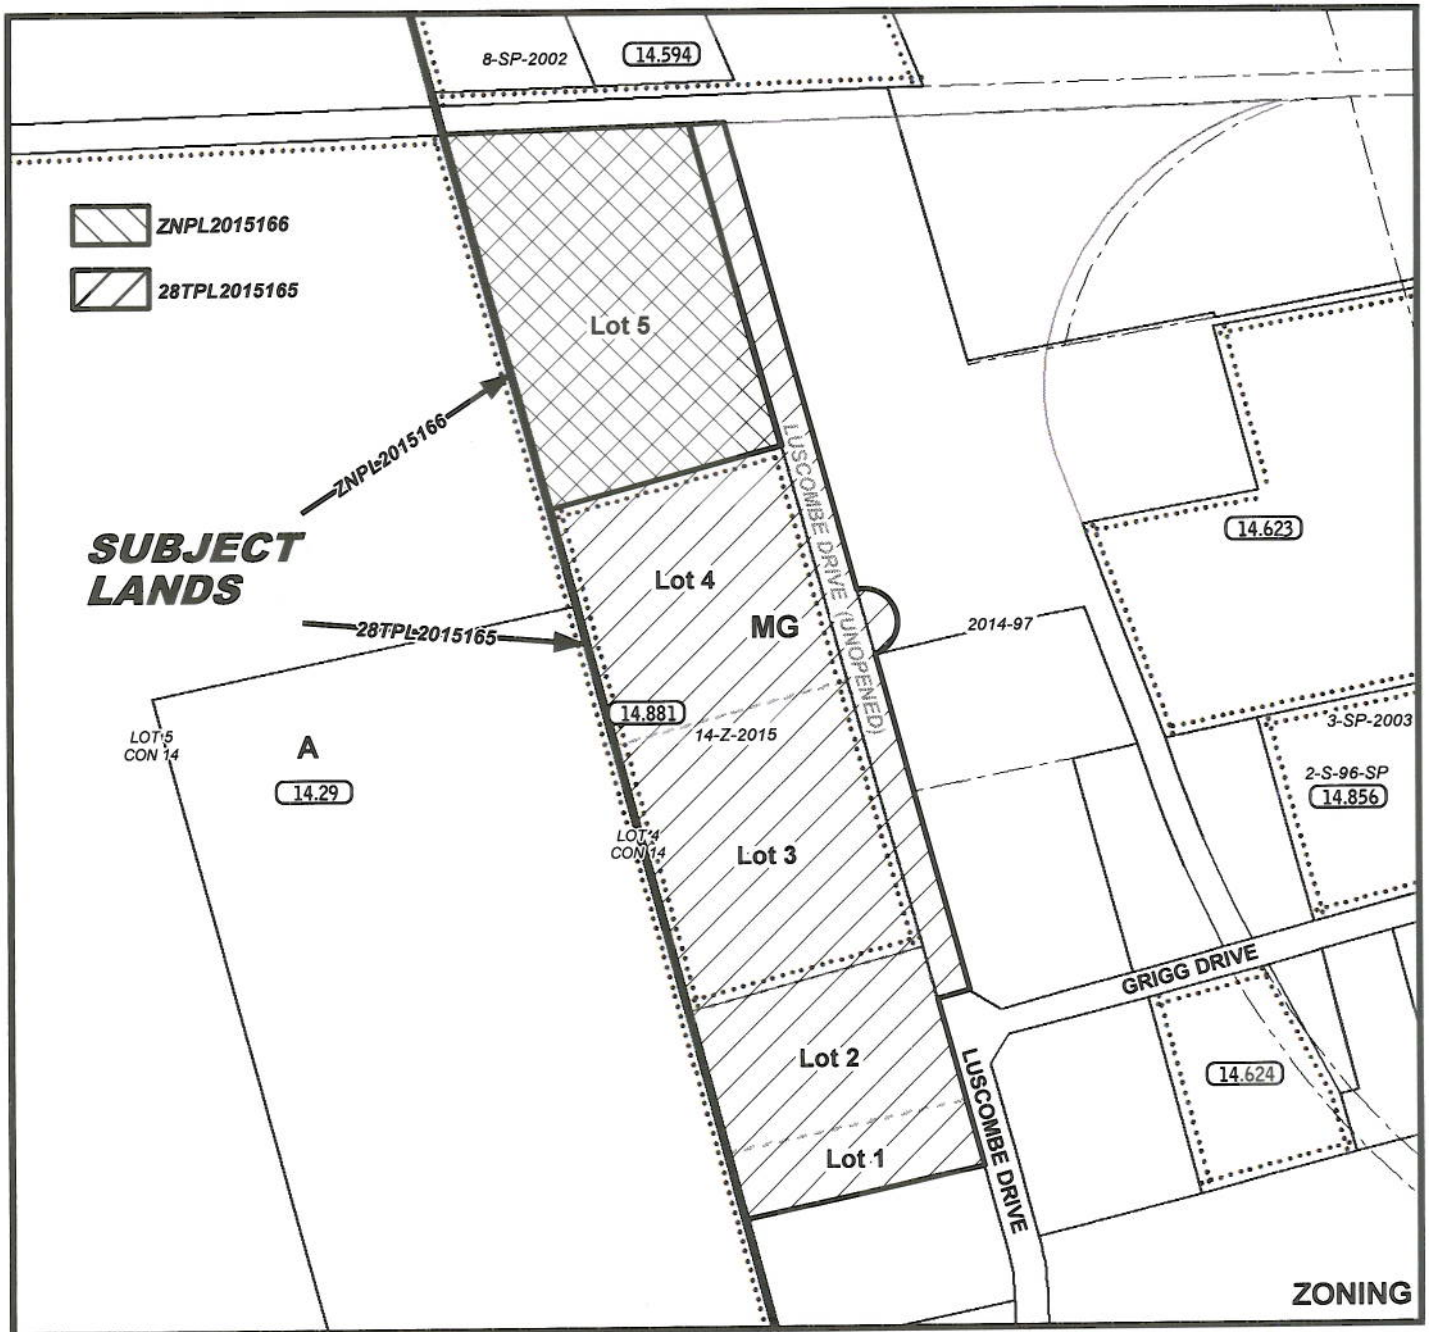 8-SP-2002
14.594
ZNPL2015166
28TPL2015165
Lot 5
ZNPL-2015166
SUBJECT
LANDS
28TPL2015165
LUSCOMBE DRIVE (UNOPENED)
Lot 4
MG
14.623
2014-97
14.881
14-Z-2015
3-SP-2003
LOT 5
CON 14
A
14.29
2-S-96-SP
14.856
LOT 4
CON 14
Lot 3
GRIGG DRIVE
Lot 2
14.624
LUSCOMBE DRIVE
Lot 1
ZONING